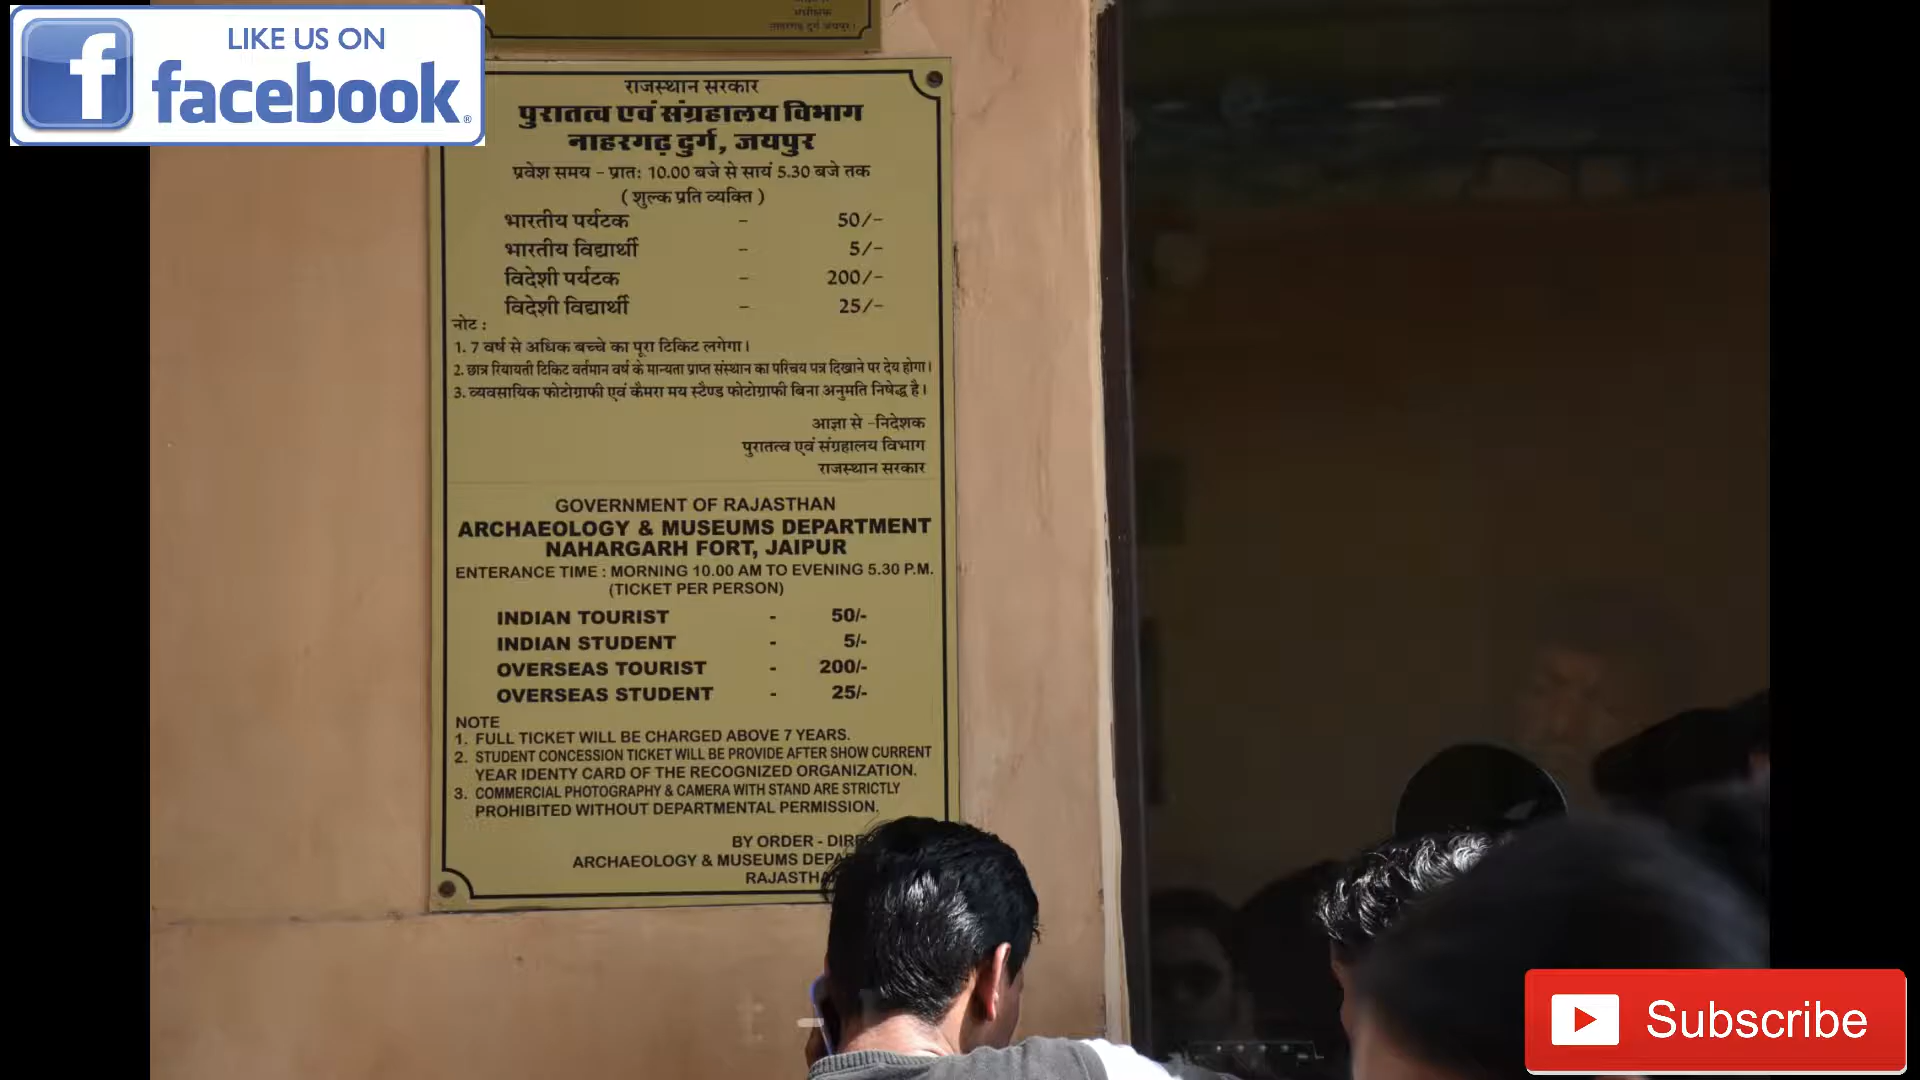 LIKE US ON
facebook
नाहरगढ़ दुर्ग जयपुर।
राजस्थान सरकार
पुरातत्व एवं संग्रहालय विभाग
नाहरगढ़ दुर्ग, जयपुर
प्रवेश समय - प्रातः 10.00 बजे से सायं 5.30 बजे तक
( शुल्क प्रति व्यक्ति )
भारतीय पर्यटक - 50/-
भारतीय विद्यार्थी - 5/-
विदेशी पर्यटक - 200/-
विदेशी विद्यार्थी - 25/-
नोट :
1. 7 वर्ष से अधिक बच्चे का पूरा टिकिट लगेगा।
2. छात्र रियायती टिकिट वर्तमान वर्ष के मान्यता प्राप्त संस्थान का परिचय पत्र दिखाने पर देय होगा।
3. व्यवसायिक फोटोग्राफी एवं कैमरा मय स्टैण्ड फोटोग्राफी बिना अनुमति निषेद्ध है।
आज्ञा से -निदेशक
पुरातत्व एवं संग्रहालय विभाग
राजस्थान सरकार
GOVERNMENT OF RAJASTHAN
ARCHAEOLOGY & MUSEUMS DEPARTMENT
NAHARGARH FORT, JAIPUR
ENTERANCE TIME : MORNING 10.00 AM TO EVENING 5.30 P.M.
(TICKET PER PERSON)
INDIAN TOURIST - 50/-
INDIAN STUDENT - 5/-
OVERSEAS TOURIST - 200/-
OVERSEAS STUDENT - 25/-
NOTE
1. FULL TICKET WILL BE CHARGED ABOVE 7 YEARS.
2. STUDENT CONCESSION TICKET WILL BE PROVIDE AFTER SHOW CURRENT
YEAR IDENTY CARD OF THE RECOGNIZED ORGANIZATION.
3. COMMERCIAL PHOTOGRAPHY & CAMERA WITH STAND ARE STRICTLY
PROHIBITED WITHOUT DEPARTMENTAL PERMISSION.
BY ORDER -
ARCHAEOLOGY & MUSEUMS
Subscribe